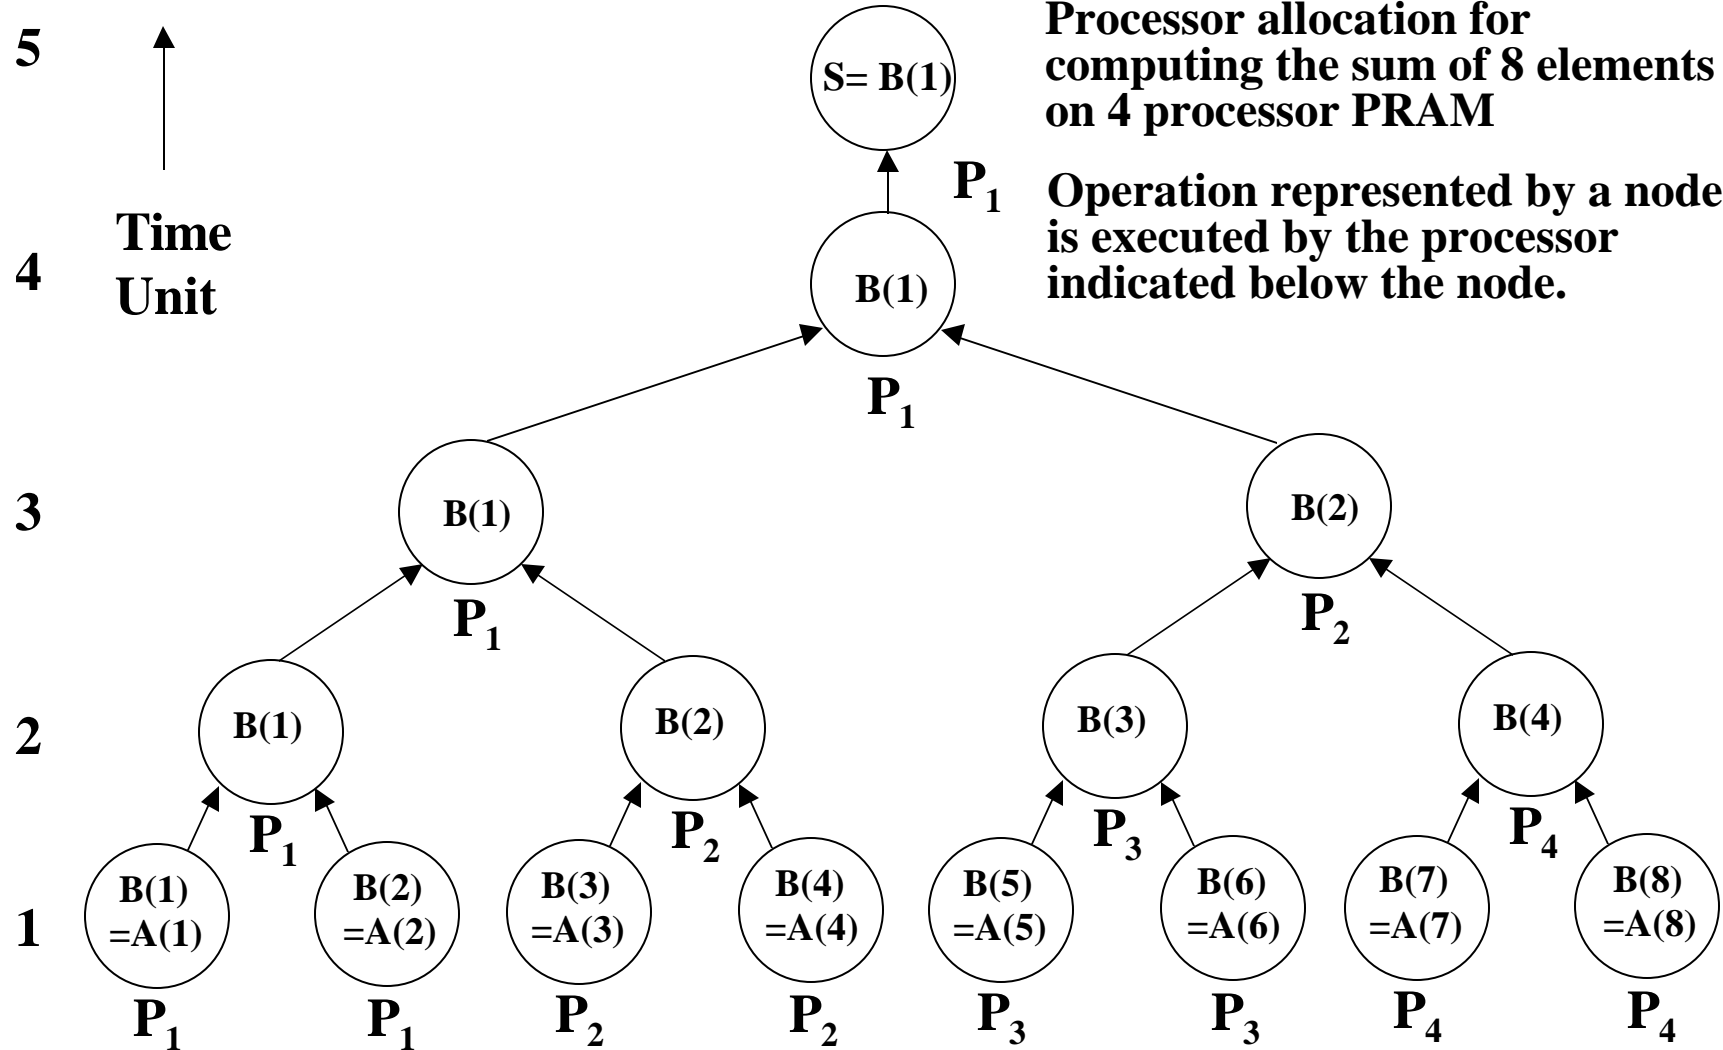 5
S= B(1)
Processor allocation for
computing the sum of 8 elements
on 4 processor PRAM
P1
Operation represented by a node
is executed by the processor
indicated below the node.
Time
Unit
4
B(1)
P1
3
B(1)
B(2)
P1
P2
2
B(1)
B(2)
B(3)
B(4)
P1
P2
P3
P4
1
B(1)
=A(1)
B(2)
=A(2)
B(3)
=A(3)
B(4)
=A(4)
B(5)
=A(5)
B(6)
=A(6)
B(7)
=A(7)
B(8)
=A(8)
P1
P1
P2
P2
P3
P3
P4
P4